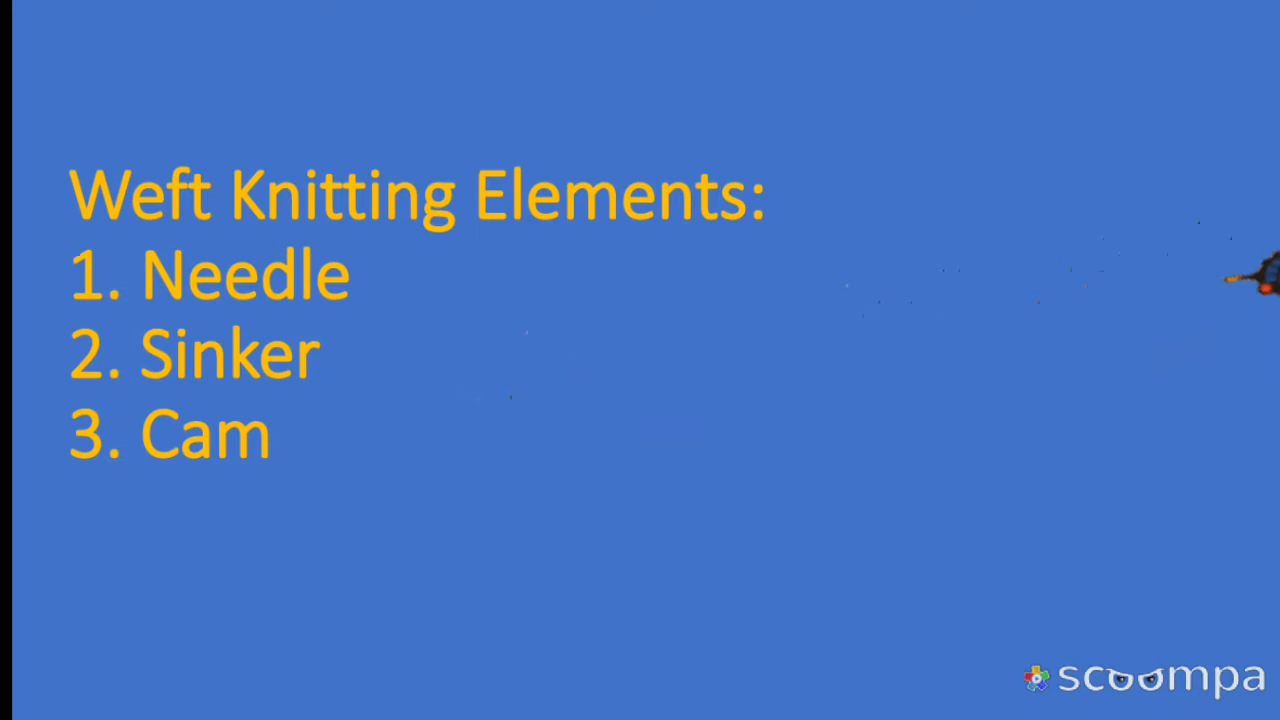 Weft Knitting Elements:
1. Needle
2. Sinker
3. Cam
scoompa